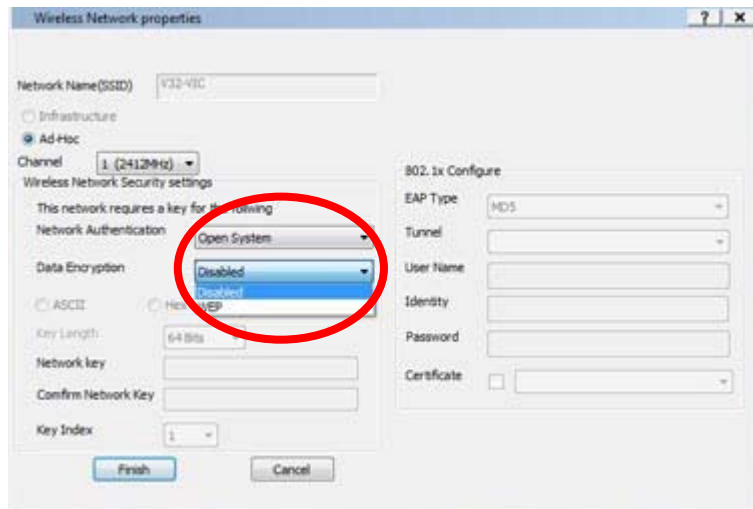 Wireless Network properties
? x
Network Name(SSID) V32-VIC
Infrastructure
Ad-Hoc
Channel 1 (2412MHz)
Wireless Network Security settings
This network requires a key for the following
Network Authentication Open System
Data Encryption Disabled
Disabled
WEP
ASCII Hex
Key Length 64 Bits
Network key
Comfirm Network Key
Key Index 1
Finish Cancel
802.1x Configure
EAP Type MD5
Tunnel
User Name
Identity
Password
Certificate